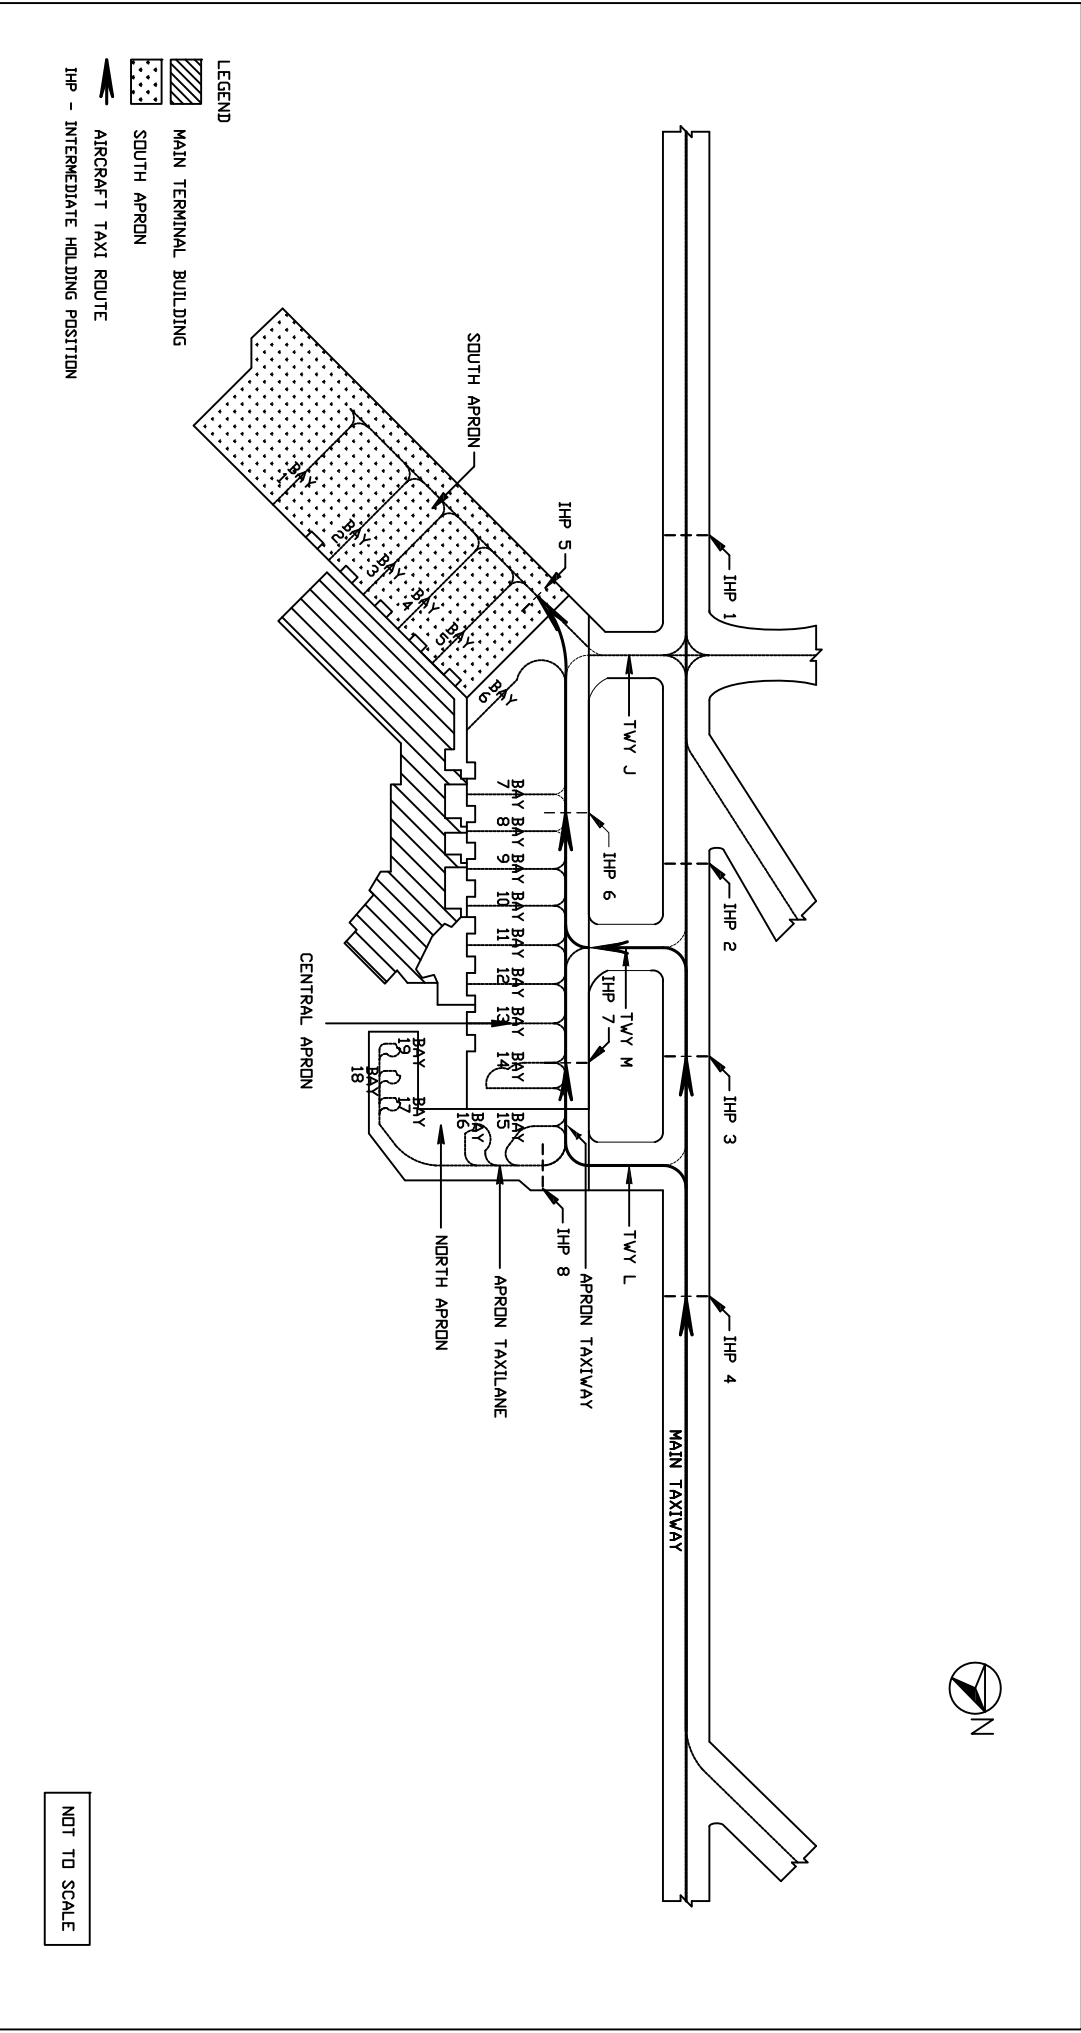 LEGEND
MAIN TERMINAL BUILDING
SOUTH APRON
AIRCRAFT TAXI ROUTE
IHP - INTERMEDIATE HOLDING POSITION
IHP 1
IHP 2
IHP 3
IHP 4
MAIN TAXIWAY
TWY J
TWY M
TWY L
IHP 5
IHP 6
IHP 7
IHP 8
APRON TAXIWAY
APRON TAXILANE
NORTH APRON
SOUTH APRON
CENTRAL APRON
BAY
1
BAY
2
BAY
3
BAY
4
BAY
5
BAY
6
BAY
7
BAY
8
BAY
9
BAY
10
BAY
11
BAY
12
BAY
13
BAY
14
BAY
15
BAY
16
BAY
17
BAY
18
BAY
19
N
NOT TO SCALE